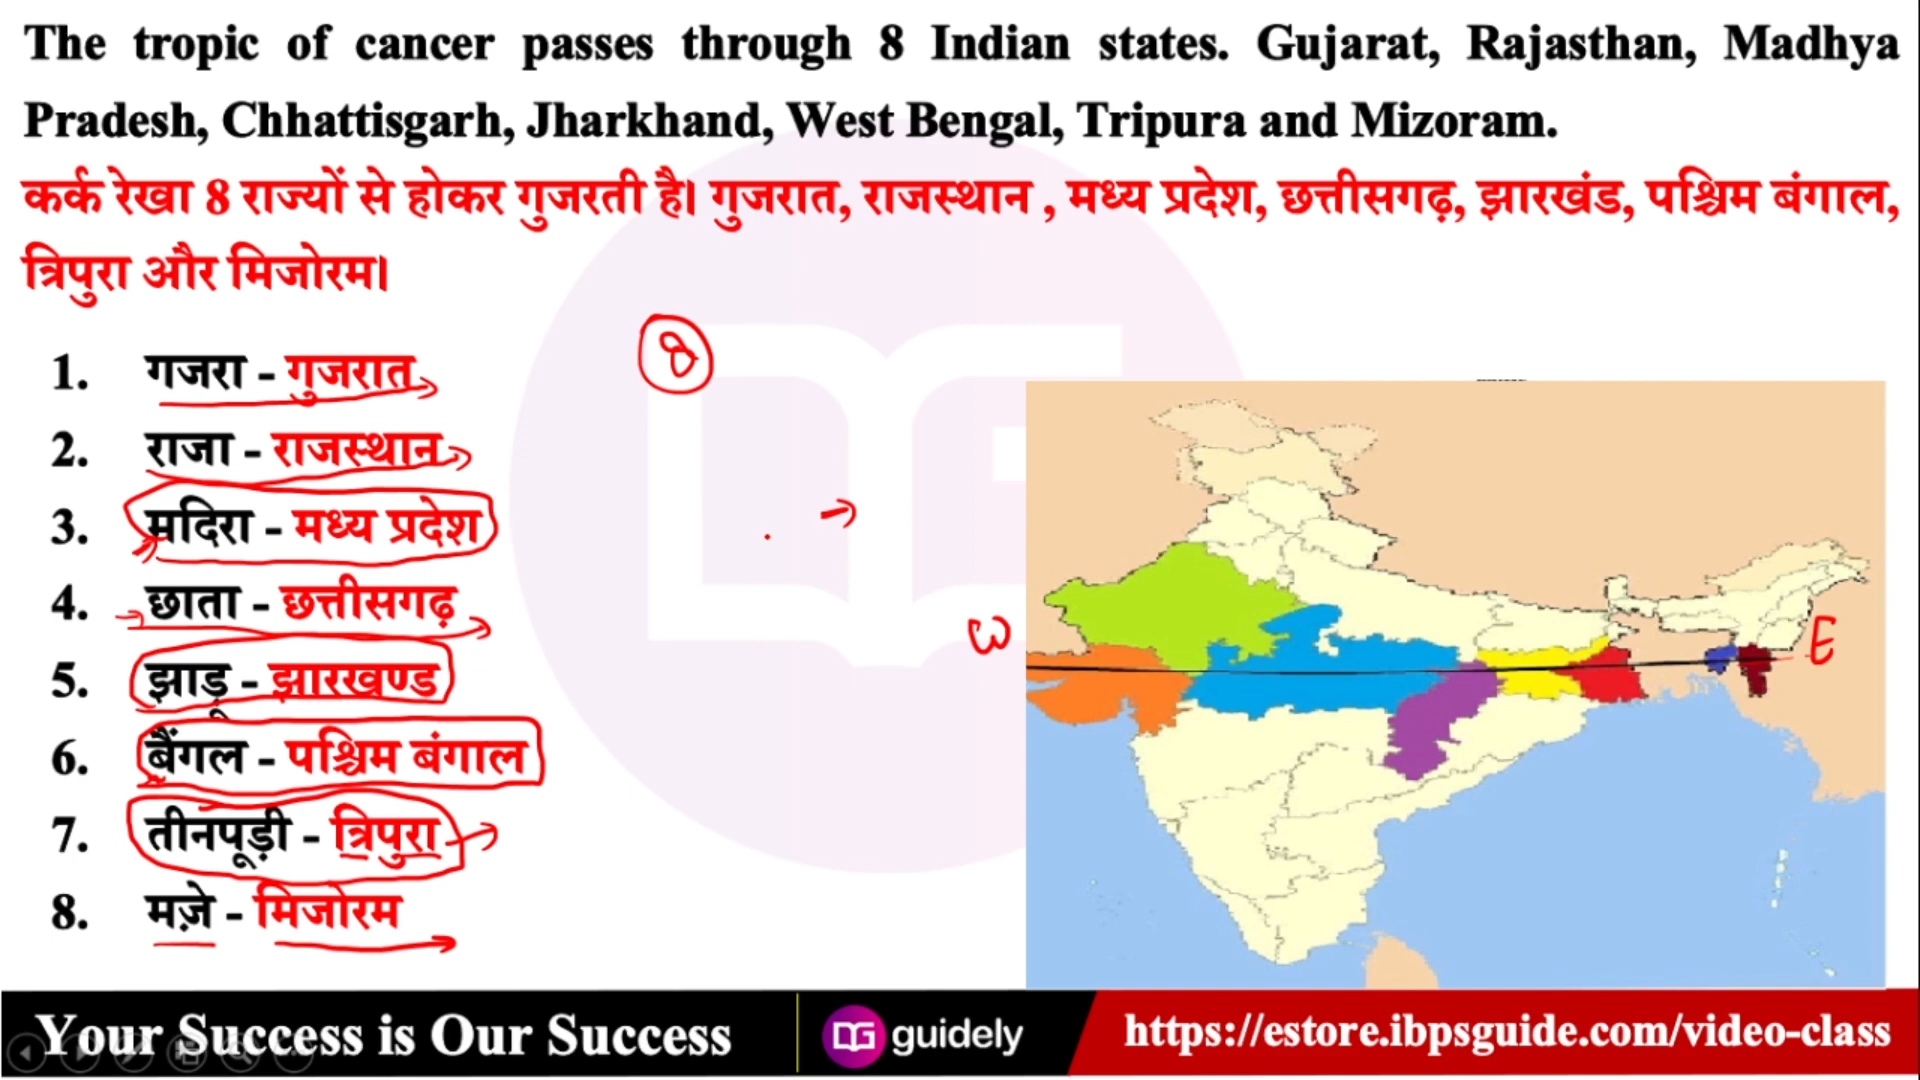 The tropic of cancer passes through 8 Indian states. Gujarat, Rajasthan, Madhya
Pradesh, Chhattisgarh, Jharkhand, West Bengal, Tripura and Mizoram.
कर्क रेखा 8 राज्यों से होकर गुजरती है। गुजरात, राजस्थान , मध्य प्रदेश, छत्तीसगढ़, झारखंड, पश्चिम बंगाल,
त्रिपुरा और मिजोरम।
8
1. गजरा - गुजरात
2. राजा - राजस्थान
3. मदिरा - मध्य प्रदेश
4. छाता - छत्तीसगढ़
5. झाड़ू - झारखण्ड
6. बैंगल - पश्चिम बंगाल
7. तीनपूड़ी - त्रिपुरा
8. मज़े - मिजोरम
W
E
Your Success is Our Success
DG guidely
https://estore.ibpsguide.com/video-class